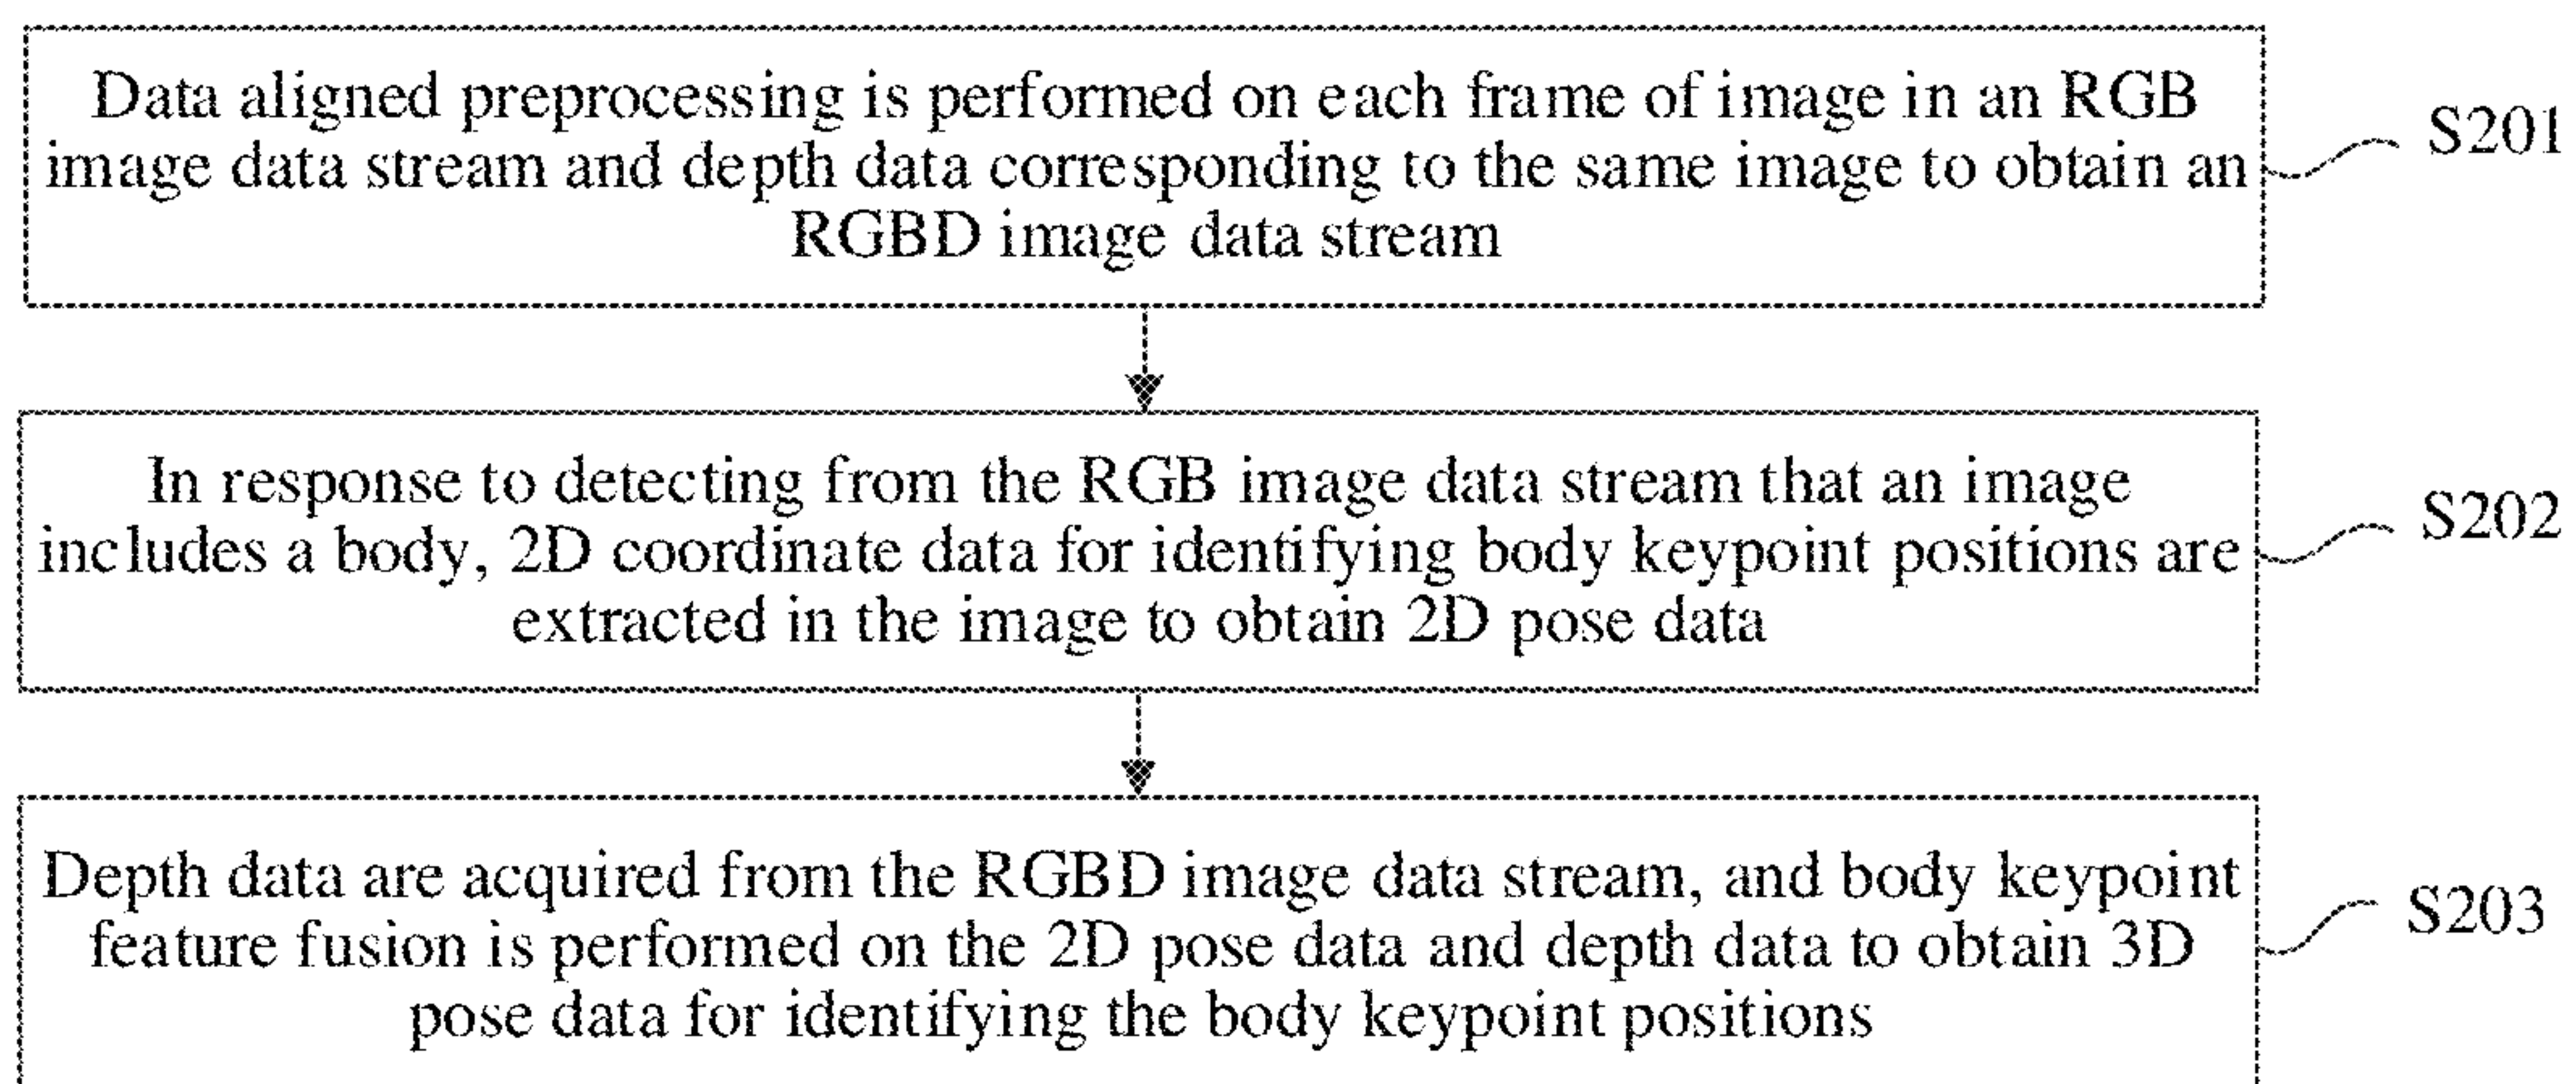 Data aligned preprocessing is performed on each frame of image in an RGB
image data stream and depth data corresponding to the same image to obtain an
RGBD image data stream
S201
In response to detecting from the RGB image data stream that an image
includes a body, 2D coordinate data for identifying body keypoint positions are
extracted in the image to obtain 2D pose data
S202
Depth data are acquired from the RGBD image data stream, and body keypoint
feature fusion is performed on the 2D pose data and depth data to obtain 3D
pose data for identifying the body keypoint positions
S203